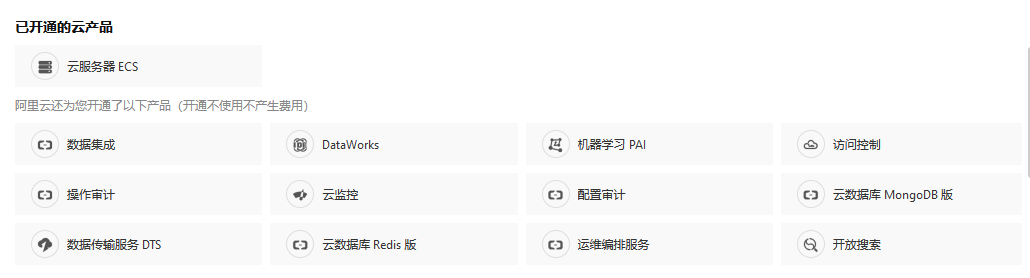 已开通的云产品
云服务器 ECS
阿里云还为您开通了以下产品（开通不使用不产生费用）
数据集成 DataWorks 机器学习 PAI 访问控制
操作审计 云监控 配置审计 云数据库 MongoDB 版
数据传输服务 DTS 云数据库 Redis 版 运维编排服务 开放搜索